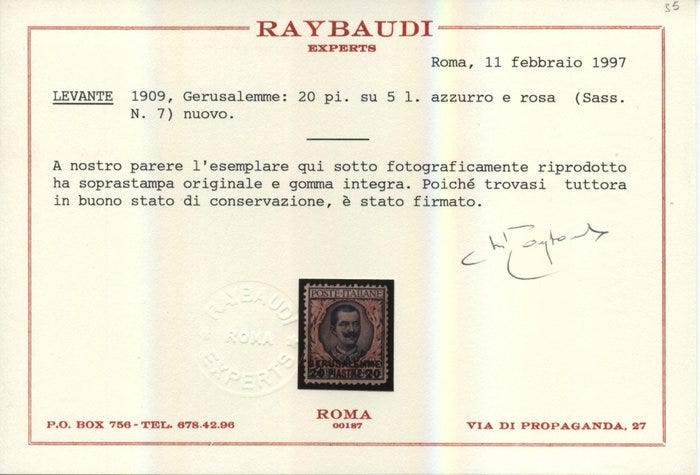 35
RAYBAUDI
EXPERTS
Roma, 11 febbraio 1997
LEVANTE 1909, Gerusalemme: 20 pi. su 5 l. azzurro e rosa (Sass.
N. 7) nuovo.
A nostro parere l'esemplare qui sotto fotograficamente riprodotto
ha soprastampa originale e gomma integra. Poiché trovasi tuttora
in buono stato di conservazione, è stato firmato.
RAYBAUDI
ROMA
EXPERTS
POSTE·ITALIANE
GERUSALEMME
20 PIASTRE 20
P.O. BOX 756 - TEL. 678.42.96
ROMA
00187
VIA DI PROPAGANDA, 27